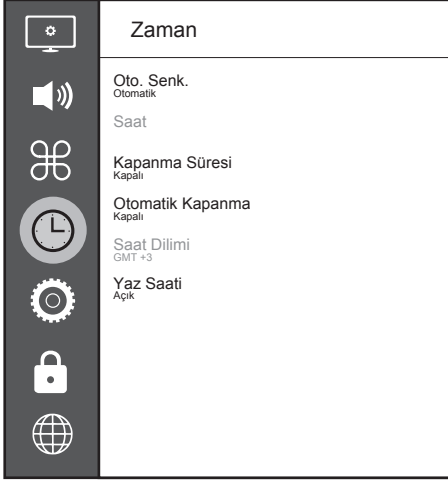 Zaman
Oto. Senk.
Otomatik
Saat
Kapanma Süresi
Kapalı
Otomatik Kapanma
Kapalı
Saat Dilimi
GMT +3
Yaz Saati
Açık